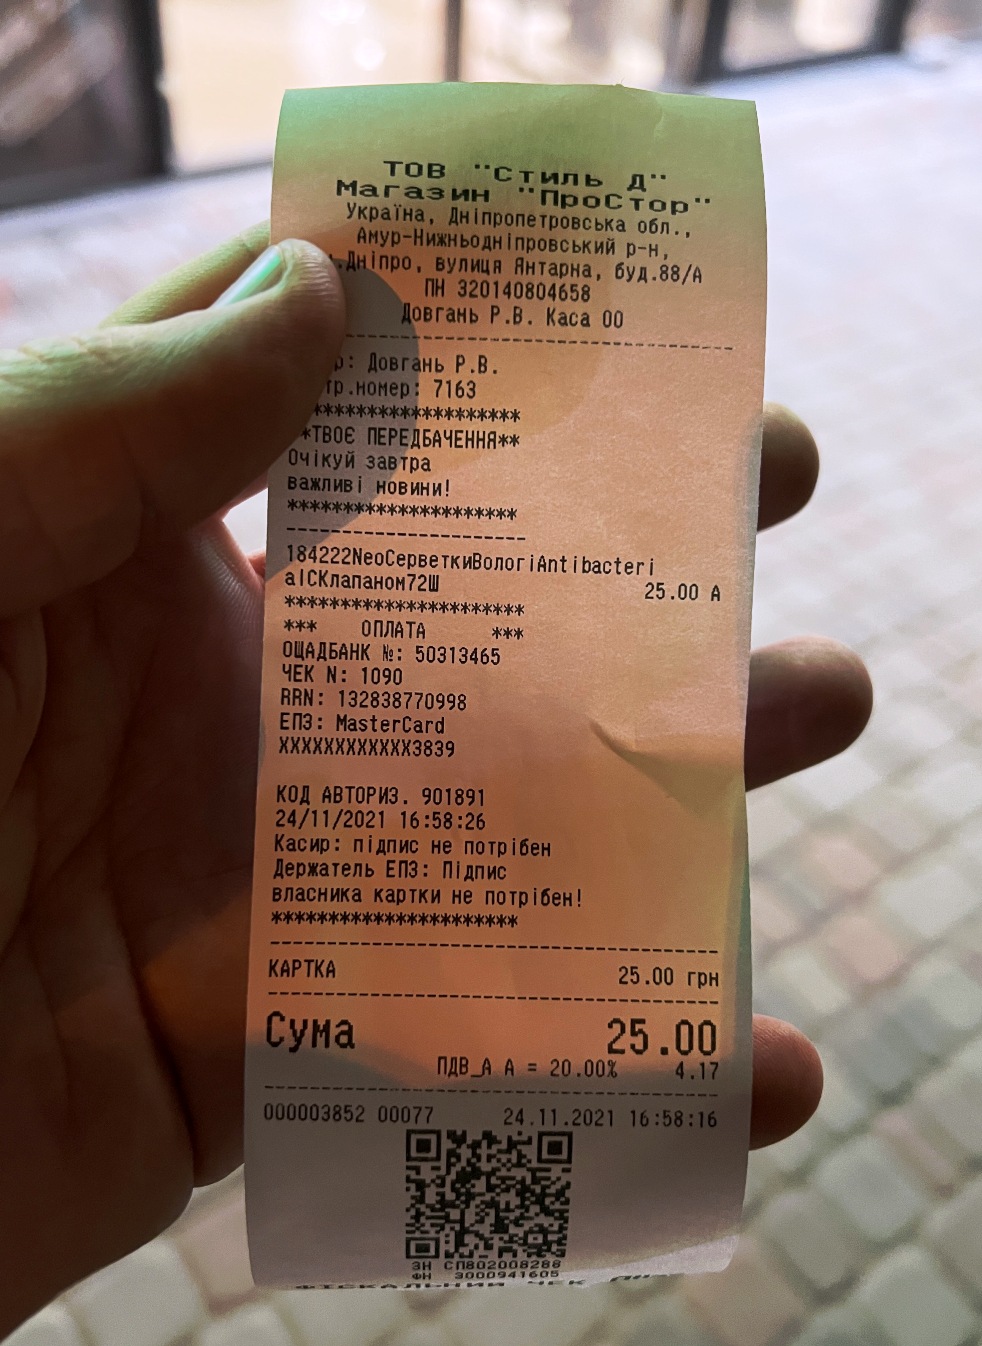 ТОВ "Стиль Д"
Магазин "ПроСтор"
Україна, Дніпропетровська обл.,
Амур-Нижньодніпровський р-н,
.Дніпро, вулиця Янтарна, буд.88/А
ПН 320140804658
Довгань Р.В. Каса 00
р: Довгань Р.В.
тр.номер: 7163
*******************
*ТВОЄ ПЕРЕДБАЧЕННЯ**
Очікуй завтра
важливі новини!
*********************
184222NeoСерветкиВологіAntibacteri
alСКлапаном72Ш 25.00 А
**********************
*** ОПЛАТА ***
ОЩАДБАНК №: 50313465
ЧЕК N: 1090
RRN: 132838770998
ЕПЗ: MasterCard
XXXXXXXXXXXX3839
КОД АВТОРИЗ. 901891
24/11/2021 16:58:26
Касир: підпис не потрібен
Держатель ЕПЗ: Підпис
власника картки не потрібен!
**********************
КАРТКА 25.00 грн
Сума 25.00
ПДВ_А А = 20.00% 4.17
000003852 00077 24.11.2021 16:58:16
ЗН СП802008288
ФН 3000941605
ФІСКАЛЬНИЙ ЧЕК